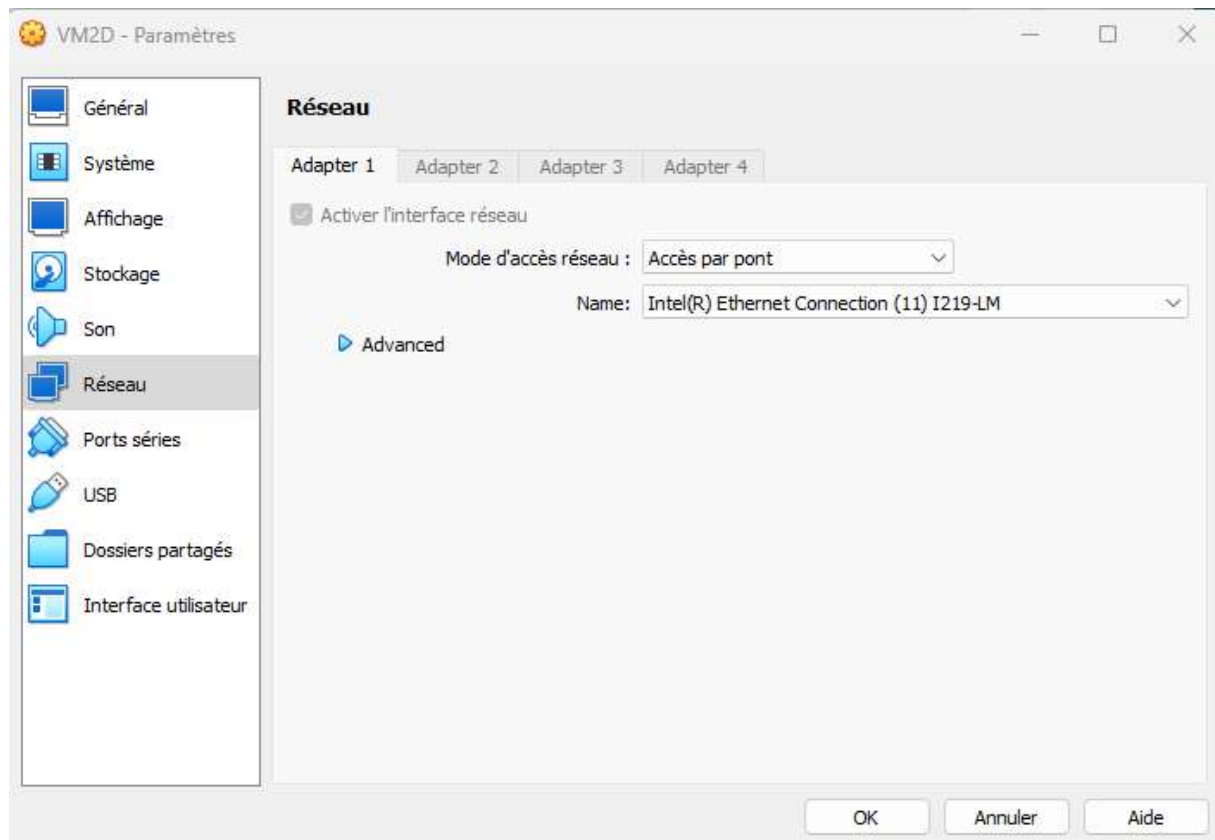 VM2D - Paramètres
Général
Système
Affichage
Stockage
Son
Réseau
Ports séries
USB
Dossiers partagés
Interface utilisateur
Réseau
Adapter 1 Adapter 2 Adapter 3 Adapter 4
Activer l'interface réseau
Mode d'accès réseau : Accès par pont
Name: Intel(R) Ethernet Connection (11) I219-LM
Advanced
OK Annuler Aide